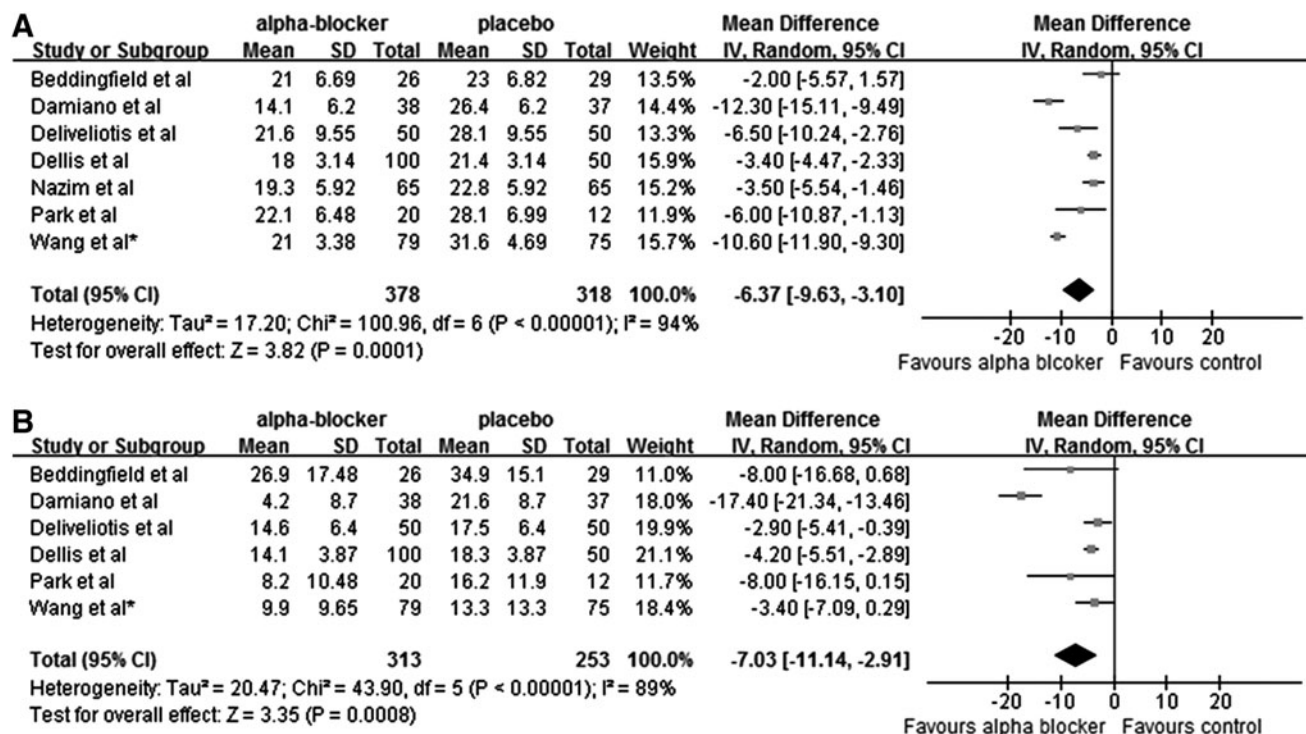 A
alpha-blocker placebo Mean Difference Mean Difference
Study or Subgroup Mean SD Total Mean SD Total Weight IV, Random, 95% CI IV, Random, 95% CI
Beddingfield et al 21 6.69 26 23 6.82 29 13.5% -2.00 [-5.57, 1.57]
Damiano et al 14.1 6.2 38 26.4 6.2 37 14.4% -12.30 [-15.11, -9.49]
Deliveliotis et al 21.6 9.55 50 28.1 9.55 50 13.3% -6.50 [-10.24, -2.76]
Dellis et al 18 3.14 100 21.4 3.14 50 15.9% -3.40 [-4.47, -2.33]
Nazim et al 19.3 5.92 65 22.8 5.92 65 15.2% -3.50 [-5.54, -1.46]
Park et al 22.1 6.48 20 28.1 6.99 12 11.9% -6.00 [-10.87, -1.13]
Wang et al* 21 3.38 79 31.6 4.69 75 15.7% -10.60 [-11.90, -9.30]
Total (95% CI) 378 318 100.0% -6.37 [-9.63, -3.10]
Heterogeneity: Tau² = 17.20; Chi² = 100.96, df = 6 (P < 0.00001); I² = 94%
Test for overall effect: Z = 3.82 (P = 0.0001)
-20 -10 0 10 20
Favours alpha blcoker Favours control
B
alpha-blocker placebo Mean Difference Mean Difference
Study or Subgroup Mean SD Total Mean SD Total Weight IV, Random, 95% CI IV, Random, 95% CI
Beddingfield et al 26.9 17.48 26 34.9 15.1 29 11.0% -8.00 [-16.68, 0.68]
Damiano et al 4.2 8.7 38 21.6 8.7 37 18.0% -17.40 [-21.34, -13.46]
Deliveliotis et al 14.6 6.4 50 17.5 6.4 50 19.9% -2.90 [-5.41, -0.39]
Dellis et al 14.1 3.87 100 18.3 3.87 50 21.1% -4.20 [-5.51, -2.89]
Park et al 8.2 10.48 20 16.2 11.9 12 11.7% -8.00 [-16.15, 0.15]
Wang et al* 9.9 9.65 79 13.3 13.3 75 18.4% -3.40 [-7.09, 0.29]
Total (95% CI) 313 253 100.0% -7.03 [-11.14, -2.91]
Heterogeneity: Tau² = 20.47; Chi² = 43.90, df = 5 (P < 0.00001); I² = 89%
Test for overall effect: Z = 3.35 (P = 0.0008)
-20 -10 0 10 20
Favours alpha blocker Favours control